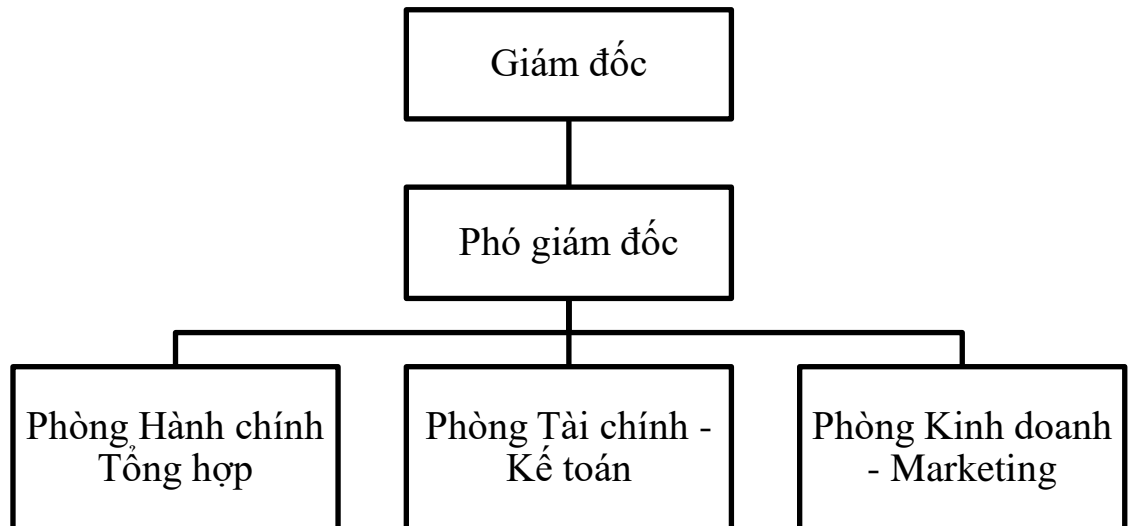 Giám đốc
Phó giám đốc
Phòng Hành chính
Tổng hợp
Phòng Tài chính -
Kế toán
Phòng Kinh doanh
- Marketing